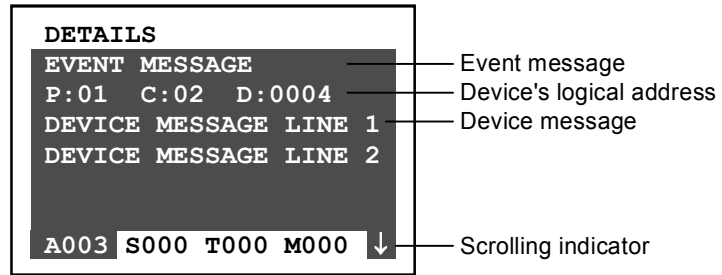 DETAILS
EVENT MESSAGE
P:01 C:02 D:0004
DEVICE MESSAGE LINE 1
DEVICE MESSAGE LINE 2
A003 S000 T000 M000 ↓
Event message
Device's logical address
Device message
Scrolling indicator